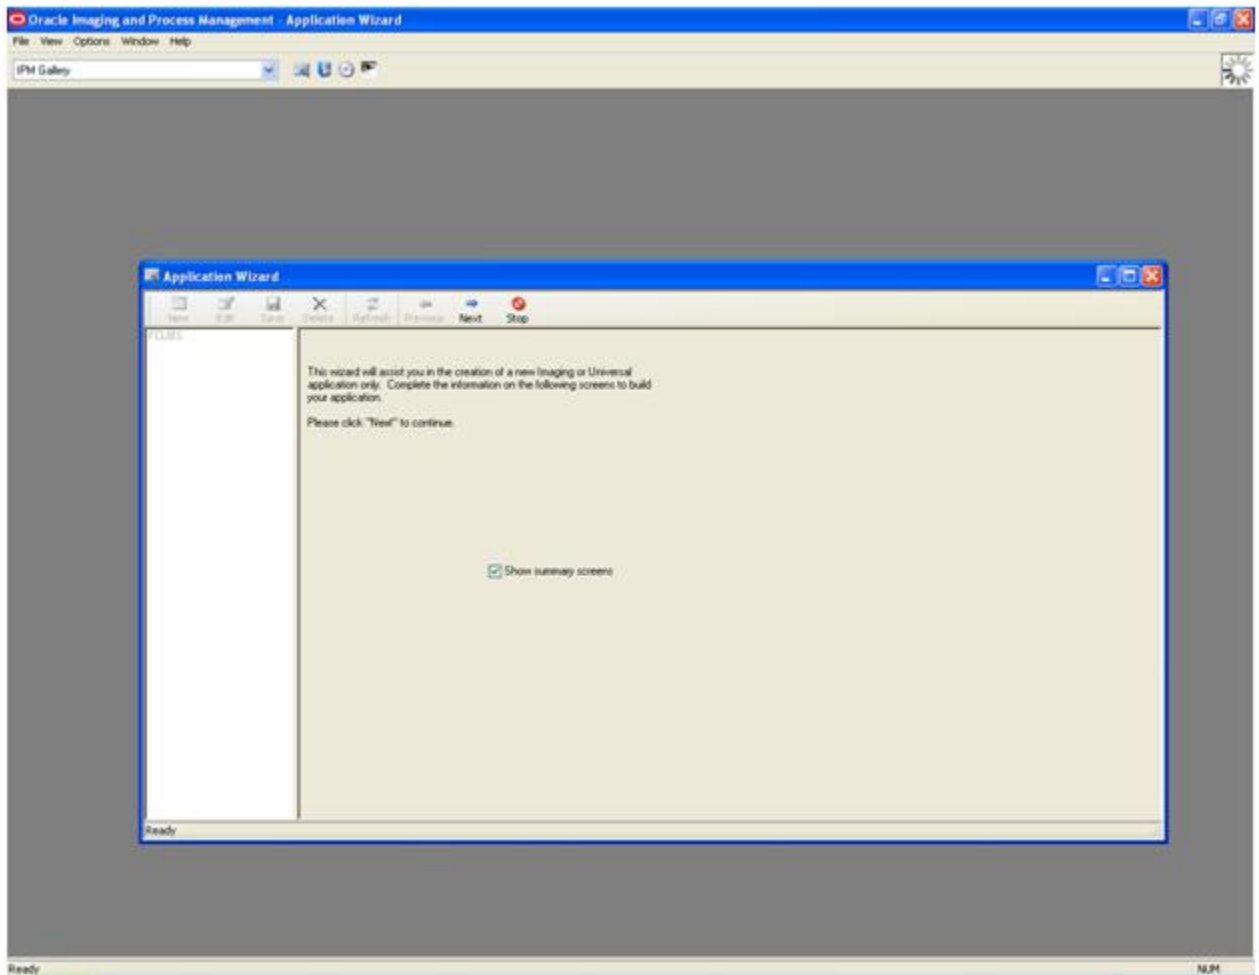 Oracle Imaging and Process Management - Application Wizard
File View Options Window Help
IPM Gallery
Application Wizard
New Edit Save Delete Refresh Previous Next Stop
FCUBS
This wizard will assist you in the creation of a new Imaging or Universal
application only. Complete the information on the following screens to build
your application.
Please click "Next" to continue.
Show summary screens
Ready
Ready NUM